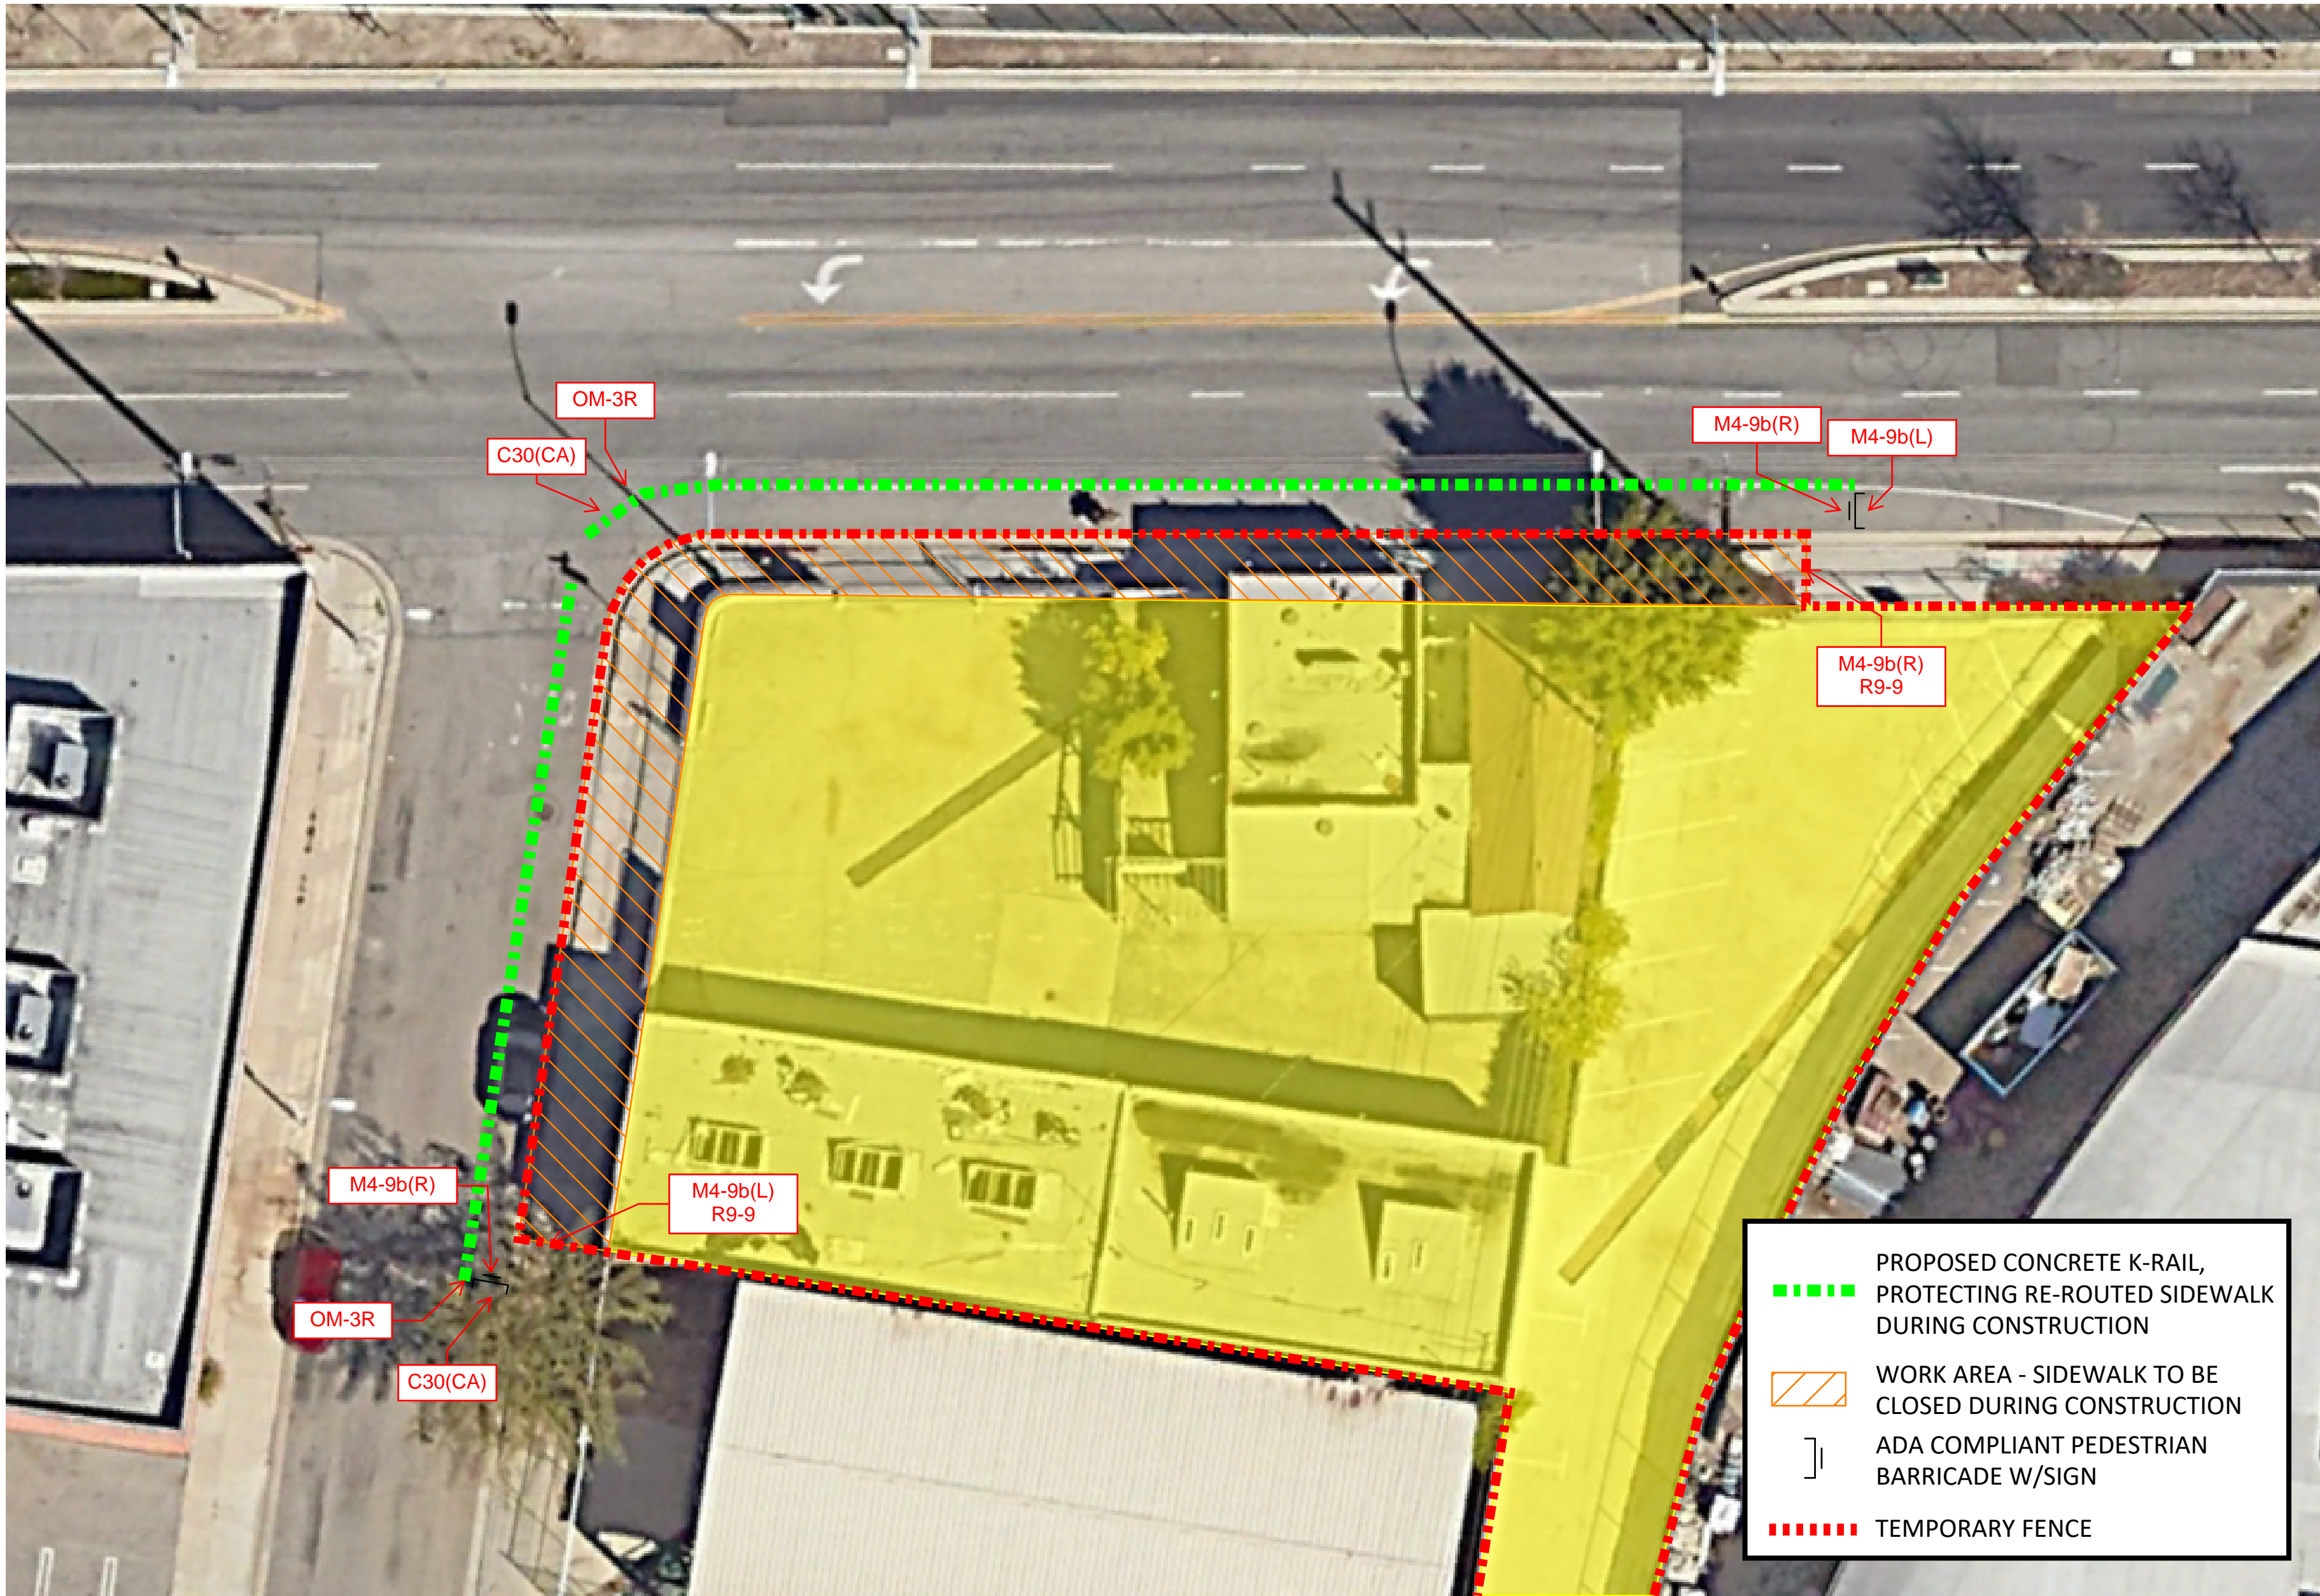 OM-3R
C30(CA)
M4-9b(R)
M4-9b(L)
M4-9b(R)
R9-9
M4-9b(R)
M4-9b(L)
R9-9
OM-3R
C30(CA)
PROPOSED CONCRETE K-RAIL,
PROTECTING RE-ROUTED SIDEWALK
DURING CONSTRUCTION
WORK AREA - SIDEWALK TO BE
CLOSED DURING CONSTRUCTION
ADA COMPLIANT PEDESTRIAN
BARRICADE W/SIGN
TEMPORARY FENCE